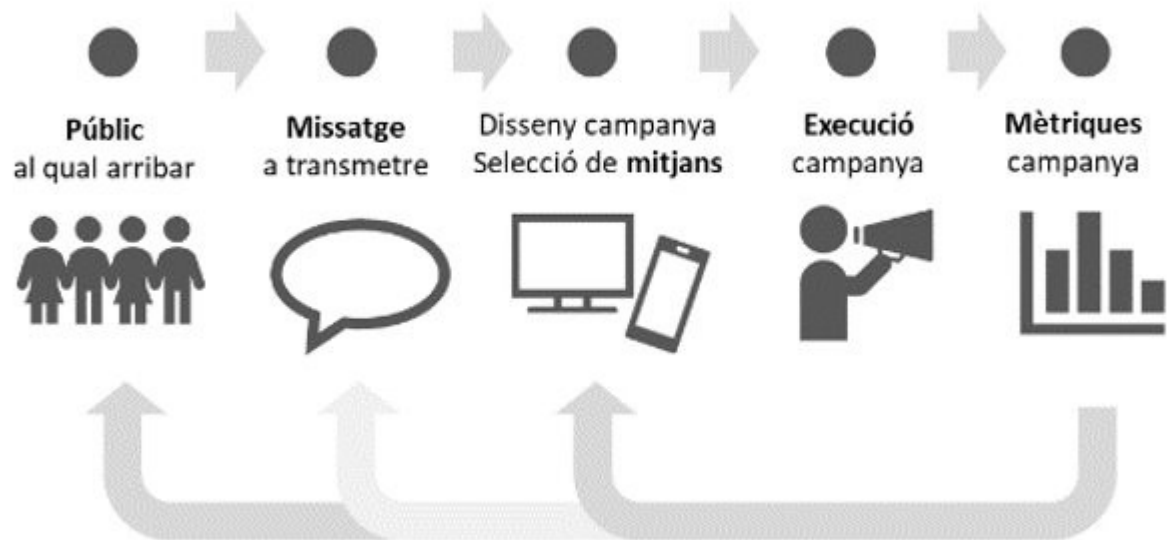 Públic
al qual arribar
Missatge
a transmetre
Disseny campanya
Selecció de mitjans
Execució
campanya
Mètriques
campanya